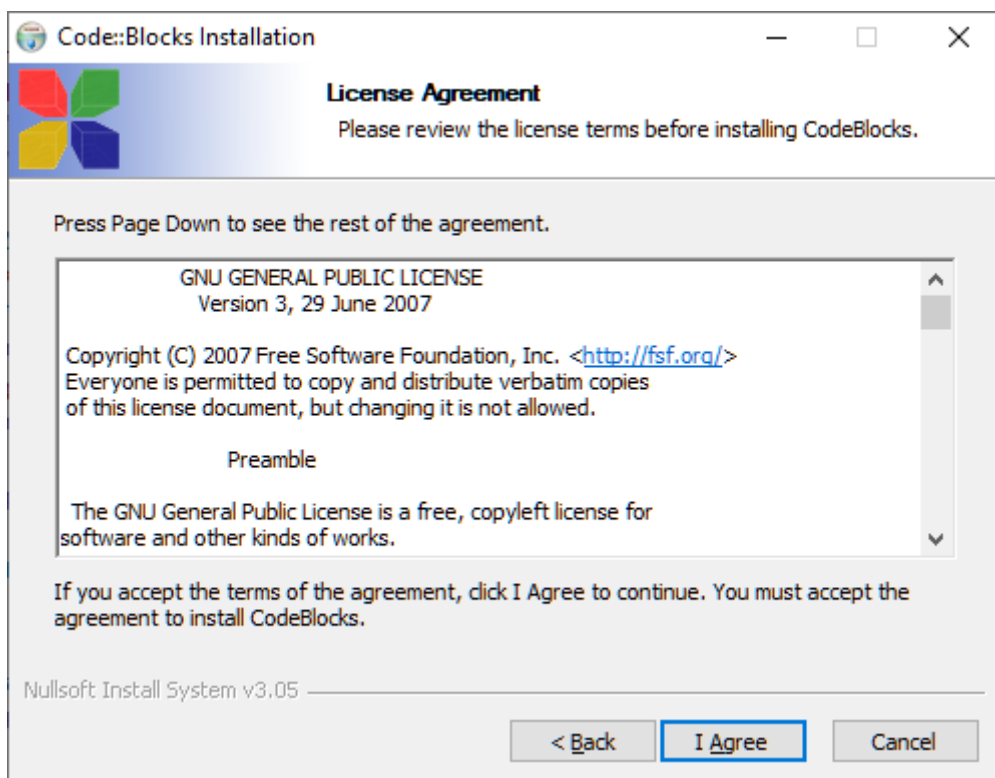 Code::Blocks Installation
License Agreement
Please review the license terms before installing CodeBlocks.
Press Page Down to see the rest of the agreement.
GNU GENERAL PUBLIC LICENSE
Version 3, 29 June 2007
Copyright (C) 2007 Free Software Foundation, Inc. <http://fsf.org/>
Everyone is permitted to copy and distribute verbatim copies
of this license document, but changing it is not allowed.
Preamble
The GNU General Public License is a free, copyleft license for
software and other kinds of works.
If you accept the terms of the agreement, click I Agree to continue. You must accept the
agreement to install CodeBlocks.
Nullsoft Install System v3.05
< Back
I Agree
Cancel